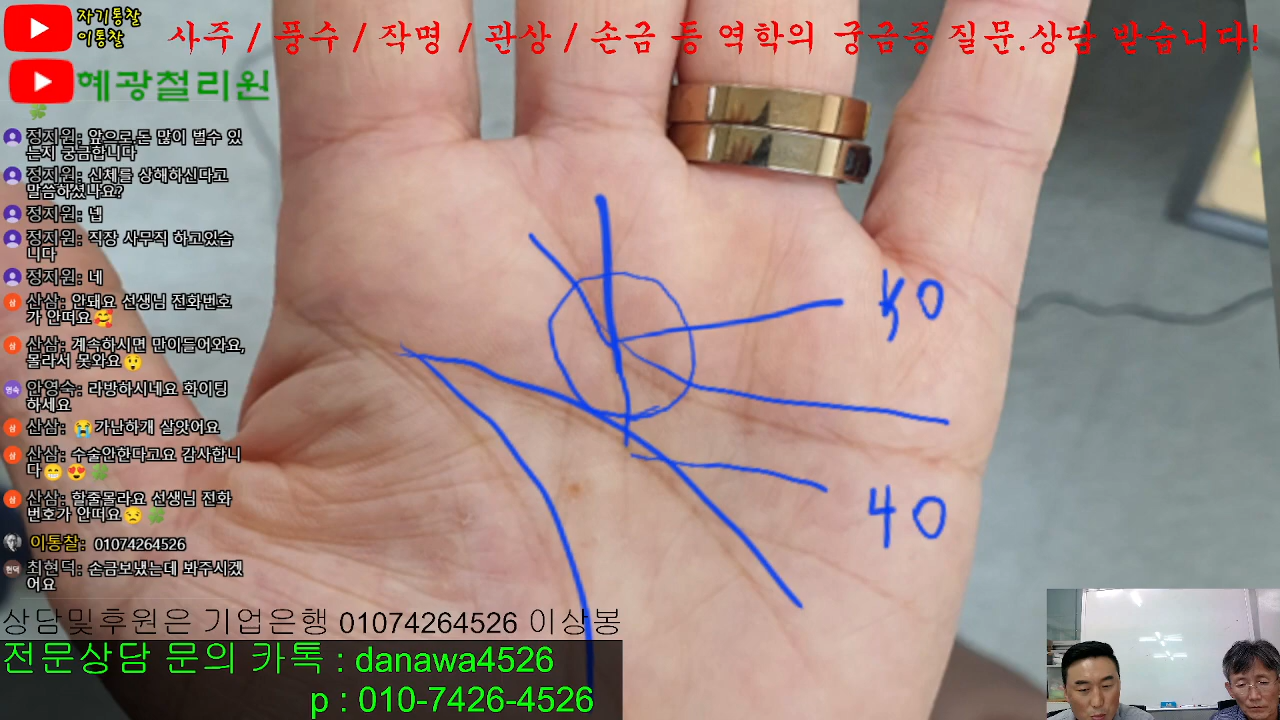 자기통찰
이통찰
사주 / 풍수 / 작명 / 관상 / 손금 등 역학의 궁금증 질문.상담 받습니다!
혜광철리원
정지원: 앞으로 돈 많이 벌수 있
는지 궁금합니다
정지원: 신체를 상해하신다고
말씀하셨나요?
정지원: 넵
정지원: 직장 사무직 하고있습
니다
정지원: 네
산삼: 안돼요 선생님 전화번호
가 안떠요🥰
산삼: 계속하시면 만이들어와요,
몰라서 못와요😲
안영숙: 라방하시네요 화이팅
하세요
산삼: 😭가난하개 살앗어요
산삼: 수술안한다고요 감사합니
다😁😍🍀
산삼: 할줄몰라요 선생님 전화
번호가 안떠요😒🍀
이통찰: 01074264526
최현덕: 손금보냈는데 봐주시겠
어요
50
40
상담및후원은 기업은행 01074264526 이상봉
전문상담 문의 카톡 : danawa4526
p : 010-7426-4526